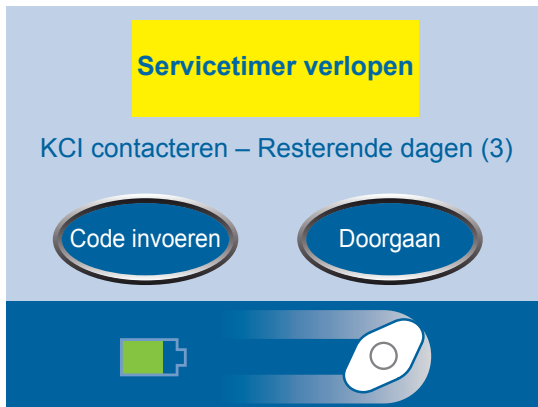 Servicetimer verlopen
KCI contacteren – Resterende dagen (3)
Code invoeren
Doorgaan